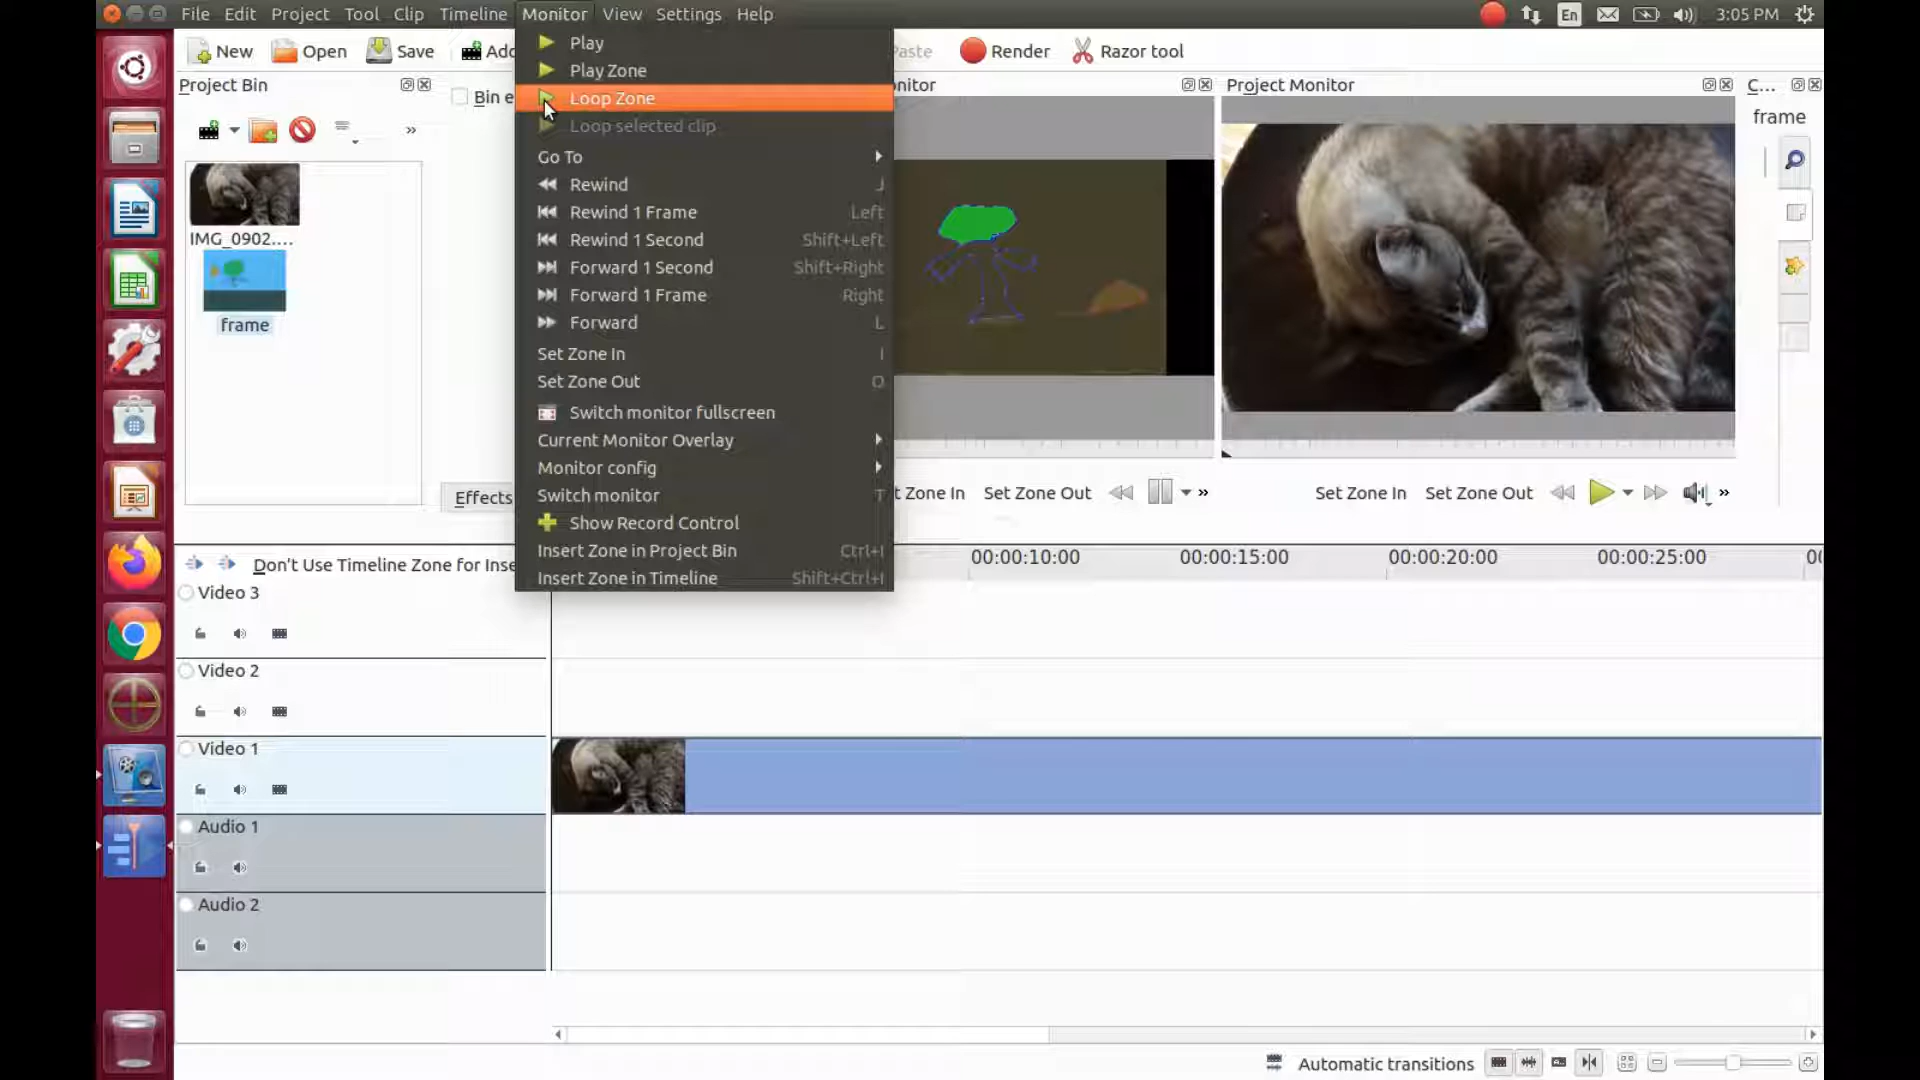 File Edit Project Tool Clip Timeline Monitor View Settings Help
En
3:05 PM
New
Open
Save
Render
Razor tool
Project Bin
Bin e
IMG_0902....
frame
Effects
Play
Play Zone
Loop Zone
Loop selected clip
Go To
Rewind J
Rewind 1 Frame Left
Rewind 1 Second Shift+Left
Forward 1 Second Shift+Right
Forward 1 Frame Right
Forward L
Set Zone In I
Set Zone Out O
Switch monitor fullscreen
Current Monitor Overlay
Monitor config
Switch monitor T
Show Record Control
Insert Zone in Project Bin Ctrl+I
Insert Zone in Timeline Shift+Ctrl+I
Zone In Set Zone Out
Project Monitor
C...
frame
Set Zone In Set Zone Out
Don't Use Timeline Zone for Inse
00:00:10:00 00:00:15:00 00:00:20:00 00:00:25:00
Video 3
Video 2
Video 1
Audio 1
Audio 2
Automatic transitions